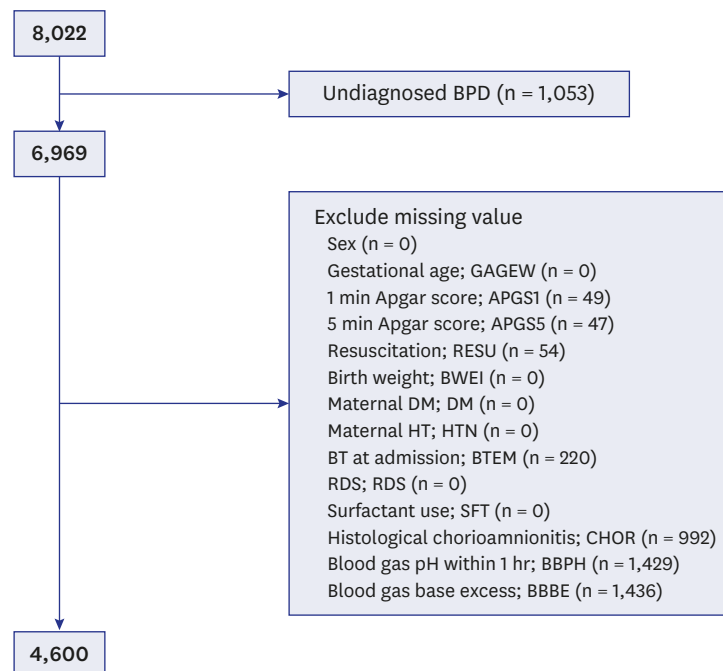 8,022
Undiagnosed BPD (n = 1,053)
6,969
Exclude missing value
Sex (n = 0)
Gestational age; GAGEW (n = 0)
1 min Apgar score; APGS1 (n = 49)
5 min Apgar score; APGS5 (n = 47)
Resuscitation; RESU (n = 54)
Birth weight; BWEI (n = 0)
Maternal DM; DM (n = 0)
Maternal HT; HTN (n = 0)
BT at admission; BTEM (n = 220)
RDS; RDS (n = 0)
Surfactant use; SFT (n = 0)
Histological chorioamnionitis; CHOR (n = 992)
Blood gas pH within 1 hr; BBPH (n = 1,429)
Blood gas base excess; BBBE (n = 1,436)
4,600